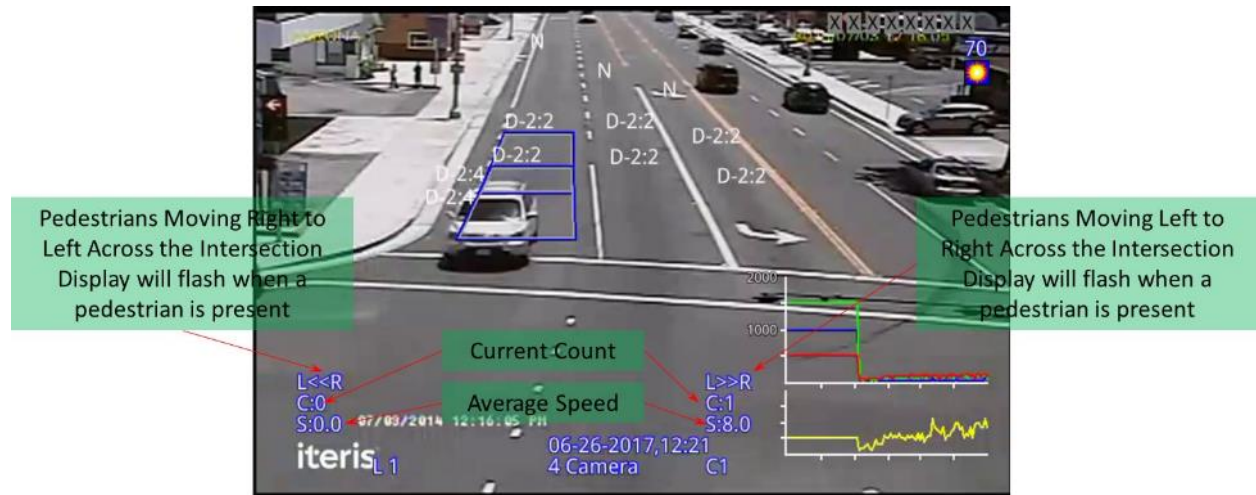 XXXXXXXX
70
N
N
N
D-2:2
D-2:2
D-2:2
D-2:2
D-2:2
D-2:2
D-2:4
D-2:4
Pedestrians Moving Right to
Left Across the Intersection
Display will flash when a
pedestrian is present
Pedestrians Moving Left to
Right Across the Intersection
Display will flash when a
pedestrian is present
2000
1000
Current Count
Average Speed
L<<R
C:0
S:0.0
L>>R
C:1
S:8.0
07/03/2014 12:16:05 PM
06-26-2017,12:21
iteris
L 1
4 Camera
C1